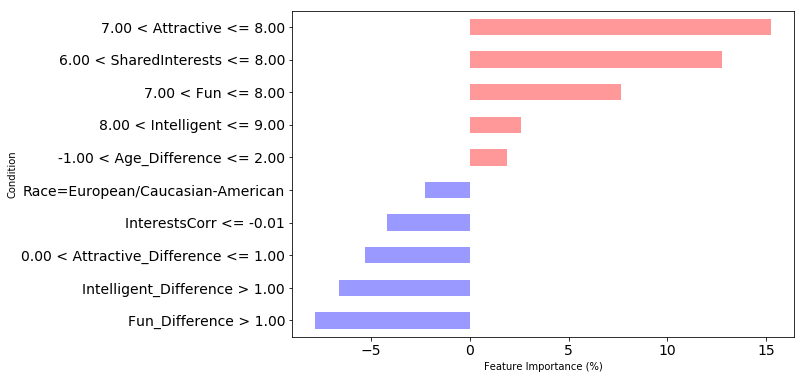 7.00 < Attractive <= 8.00
6.00 < SharedInterests <= 8.00
7.00 < Fun <= 8.00
8.00 < Intelligent <= 9.00
-1.00 < Age_Difference <= 2.00
Race=European/Caucasian-American
InterestsCorr <= -0.01
0.00 < Attractive_Difference <= 1.00
Intelligent_Difference > 1.00
Fun_Difference > 1.00
Condition
−5 0 5 10 15
Feature Importance (%)